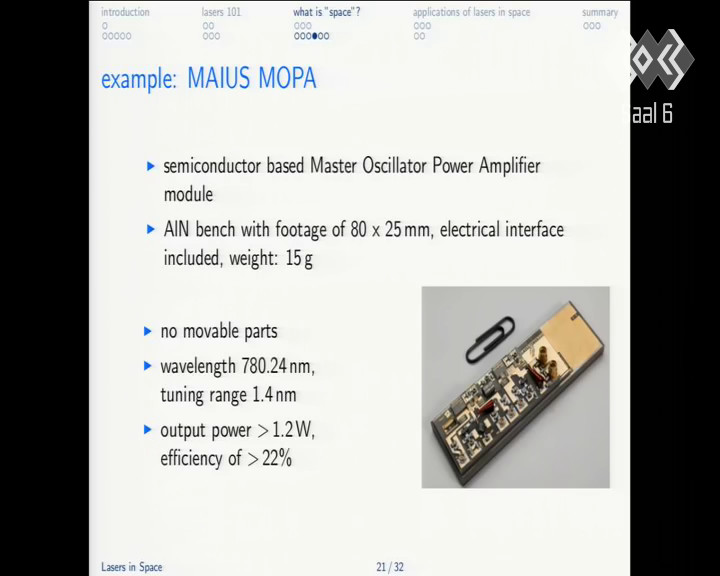 introduction
lasers 101
what is "space"?
applications of lasers in space
summary
example: MAIUS MOPA
aal 6
semiconductor based Master Oscillator Power Amplifier
module
AlN bench with footage of 80 x 25 mm, electrical interface
included, weight: 15 g
no movable parts
wavelength 780.24 nm,
tuning range 1.4 nm
output power > 1.2 W,
efficiency of > 22%
Lasers in Space
21 / 32